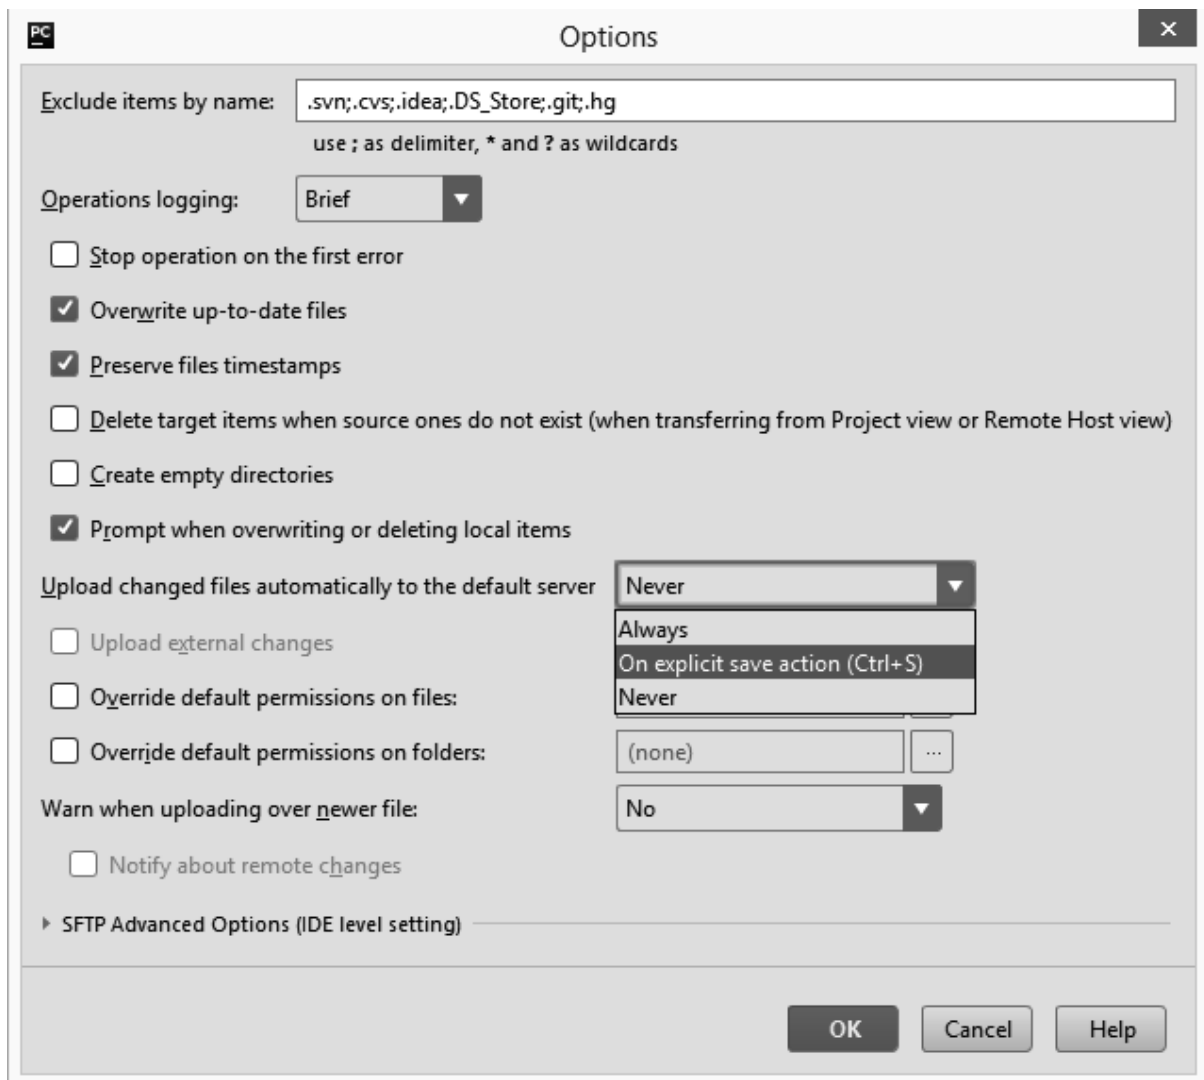 PC
Options
Exclude items by name: .svn;.cvs;.idea;.DS_Store;.git;.hg
use ; as delimiter, * and ? as wildcards
Operations logging: Brief
Stop operation on the first error
Overwrite up-to-date files
Preserve files timestamps
Delete target items when source ones do not exist (when transferring from Project view or Remote Host view)
Create empty directories
Prompt when overwriting or deleting local items
Upload changed files automatically to the default server Never
Always
Upload external changes
On explicit save action (Ctrl+S)
Override default permissions on files:
Never
Override default permissions on folders: (none) ...
Warn when uploading over newer file: No
Notify about remote changes
SFTP Advanced Options (IDE level setting)
OK Cancel Help